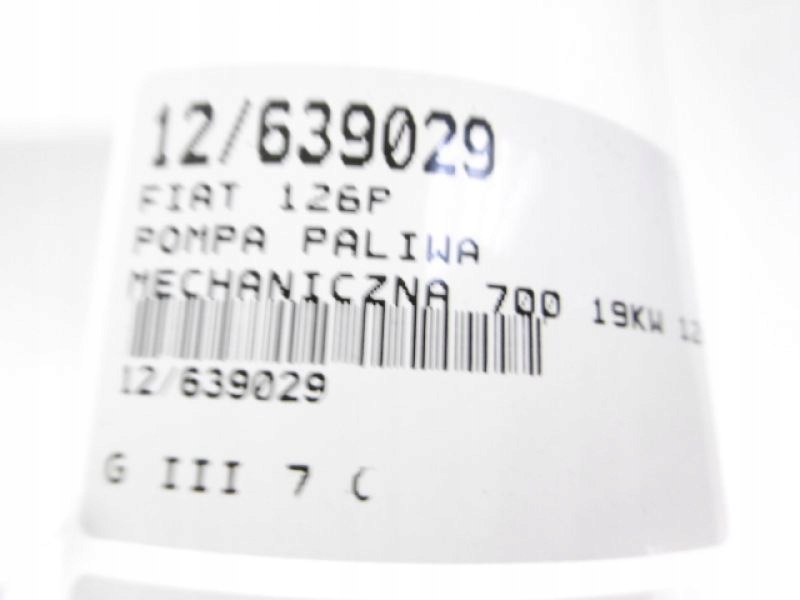 12/639029
FIAT 126P
POMPA PALIWA
MECHANICZNA 700 19KW
12/639029
G III 7 C